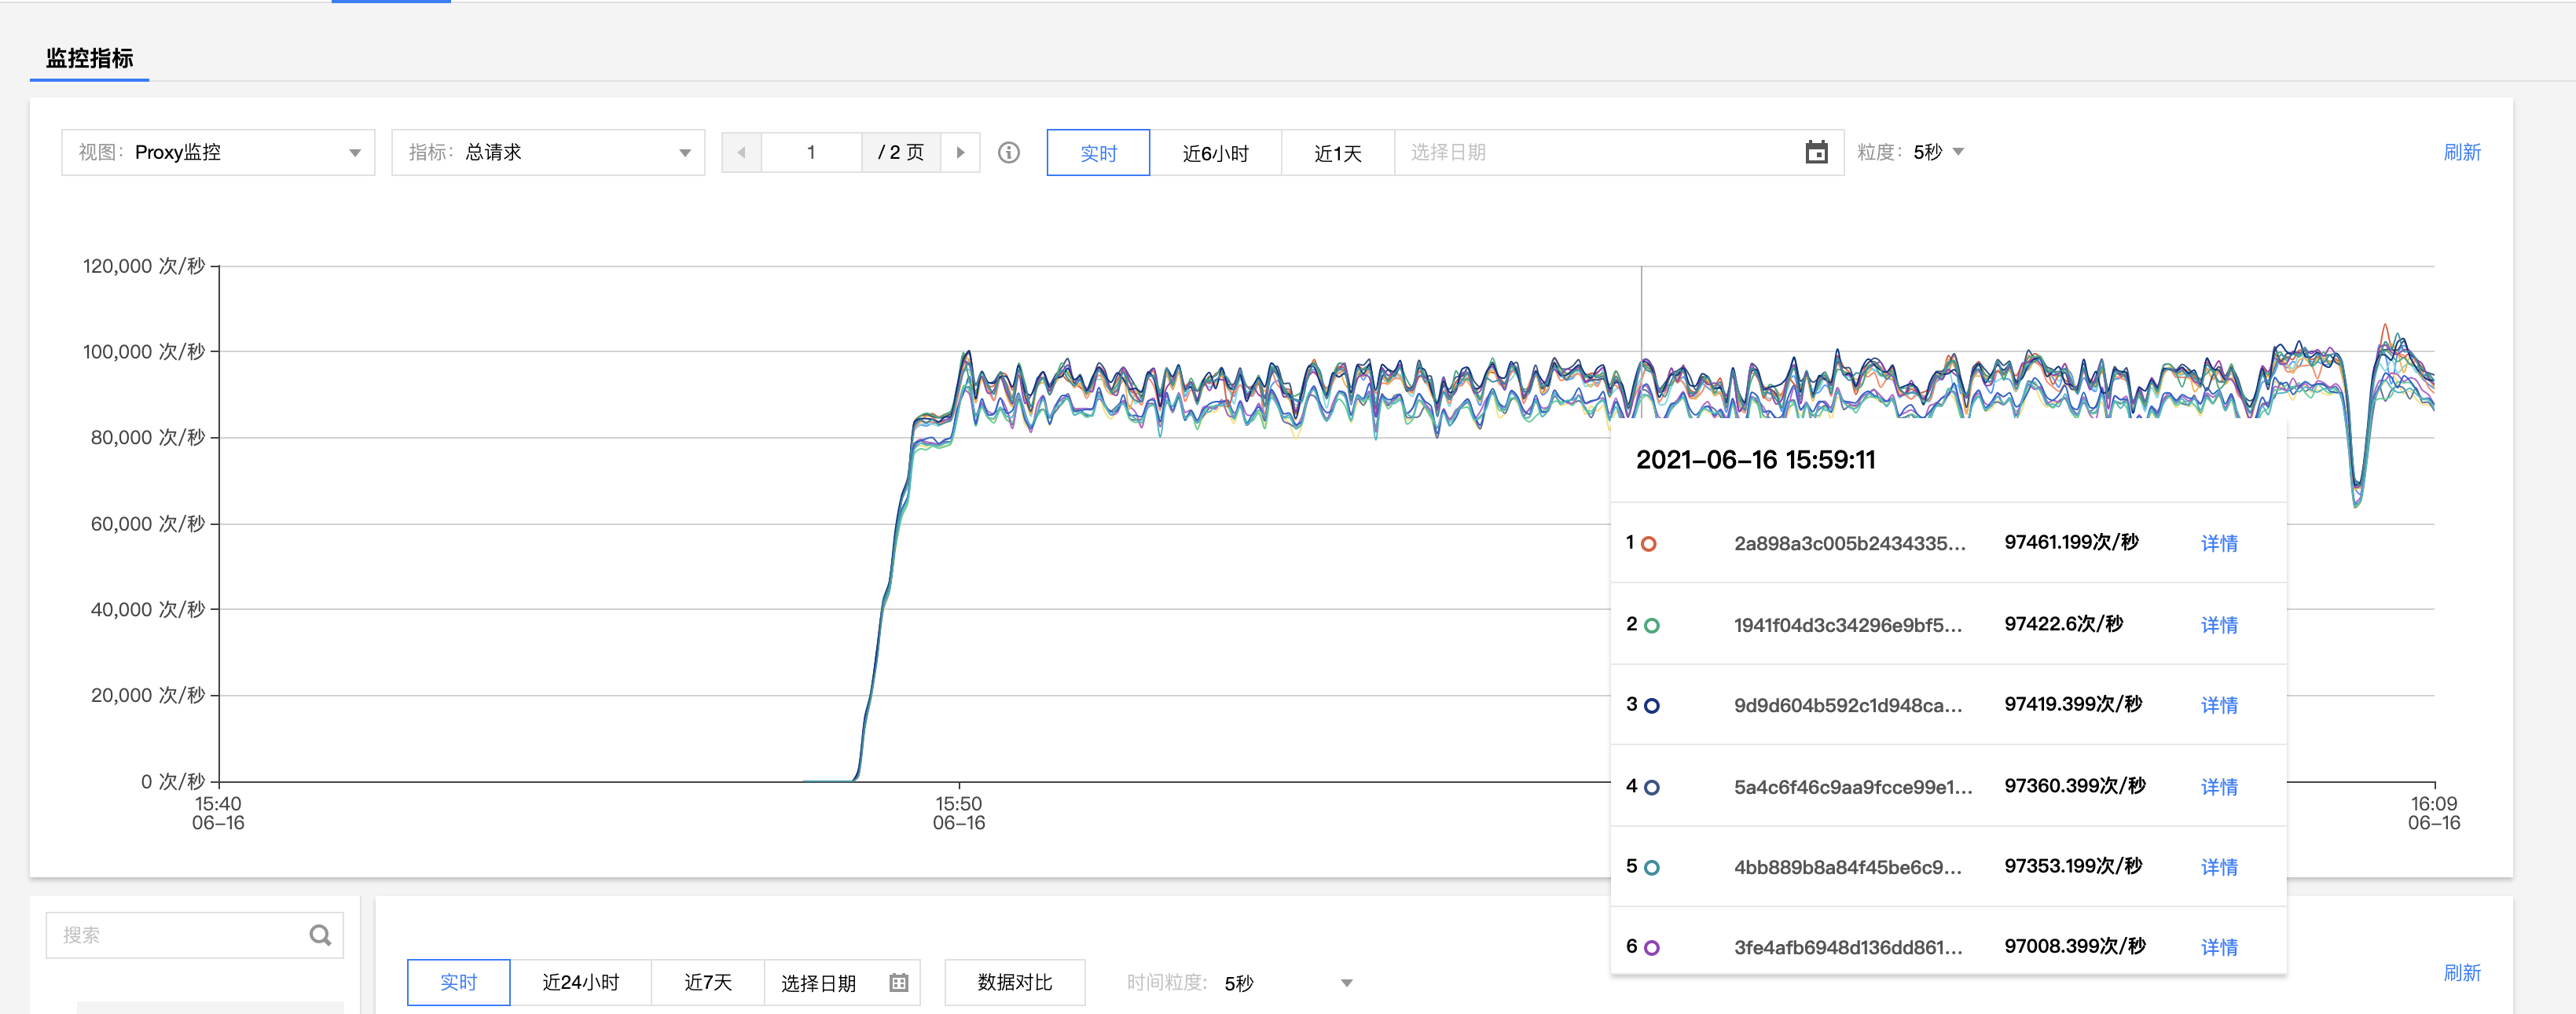 监控指标
视图: Proxy监控
指标: 总请求
1 / 2 页
实时 近6小时 近1天 选择日期
粒度: 5秒
刷新
120,000 次/秒
100,000 次/秒
80,000 次/秒
60,000 次/秒
40,000 次/秒
20,000 次/秒
0 次/秒
15:40
06-16
15:50
06-16
16:09
06-16
2021-06-16 15:59:11
1 2a898a3c005b2434335... 97461.199次/秒 详情
2 1941f04d3c34296e9bf5... 97422.6次/秒 详情
3 9d9d604b592c1d948ca... 97419.399次/秒 详情
4 5a4c6f46c9aa9fcce99e1... 97360.399次/秒 详情
5 4bb889b8a84f45be6c9... 97353.199次/秒 详情
6 3fe4afb6948d136dd861... 97008.399次/秒 详情
搜索
实时 近24小时 近7天 选择日期 数据对比 时间粒度: 5秒
刷新